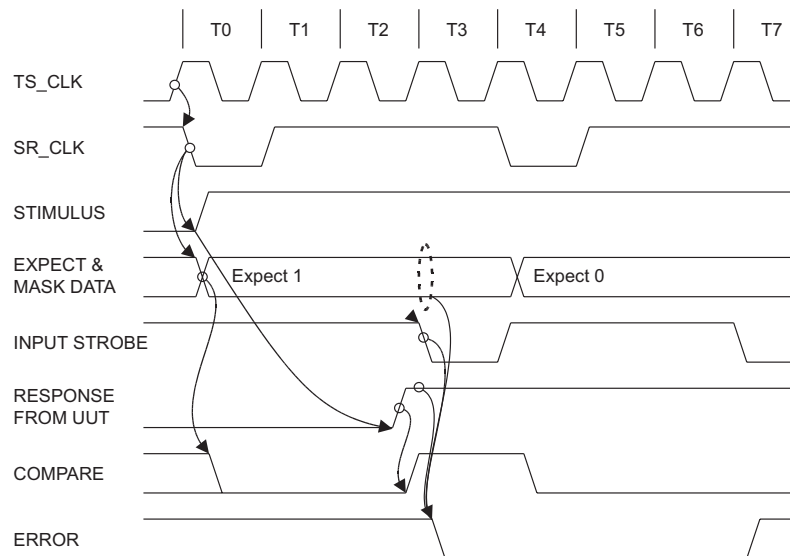 T0 T1 T2 T3 T4 T5 T6 T7
TS_CLK
SR_CLK
STIMULUS
EXPECT &
MASK DATA
Expect 1 Expect 0
INPUT STROBE
RESPONSE
FROM UUT
COMPARE
ERROR